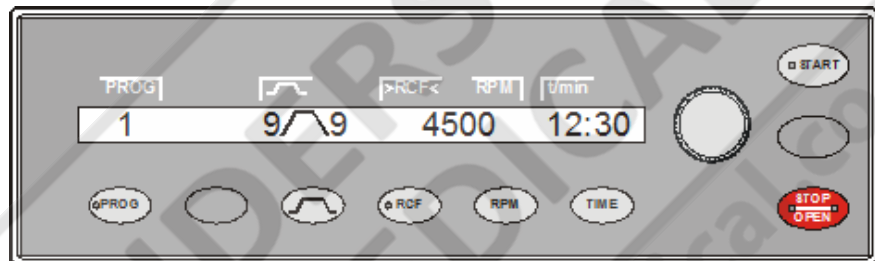 PROG >RCF< RPM t/min
1 9 9 4500 12:30
START
PROG RCF RPM TIME
STOP
OPEN